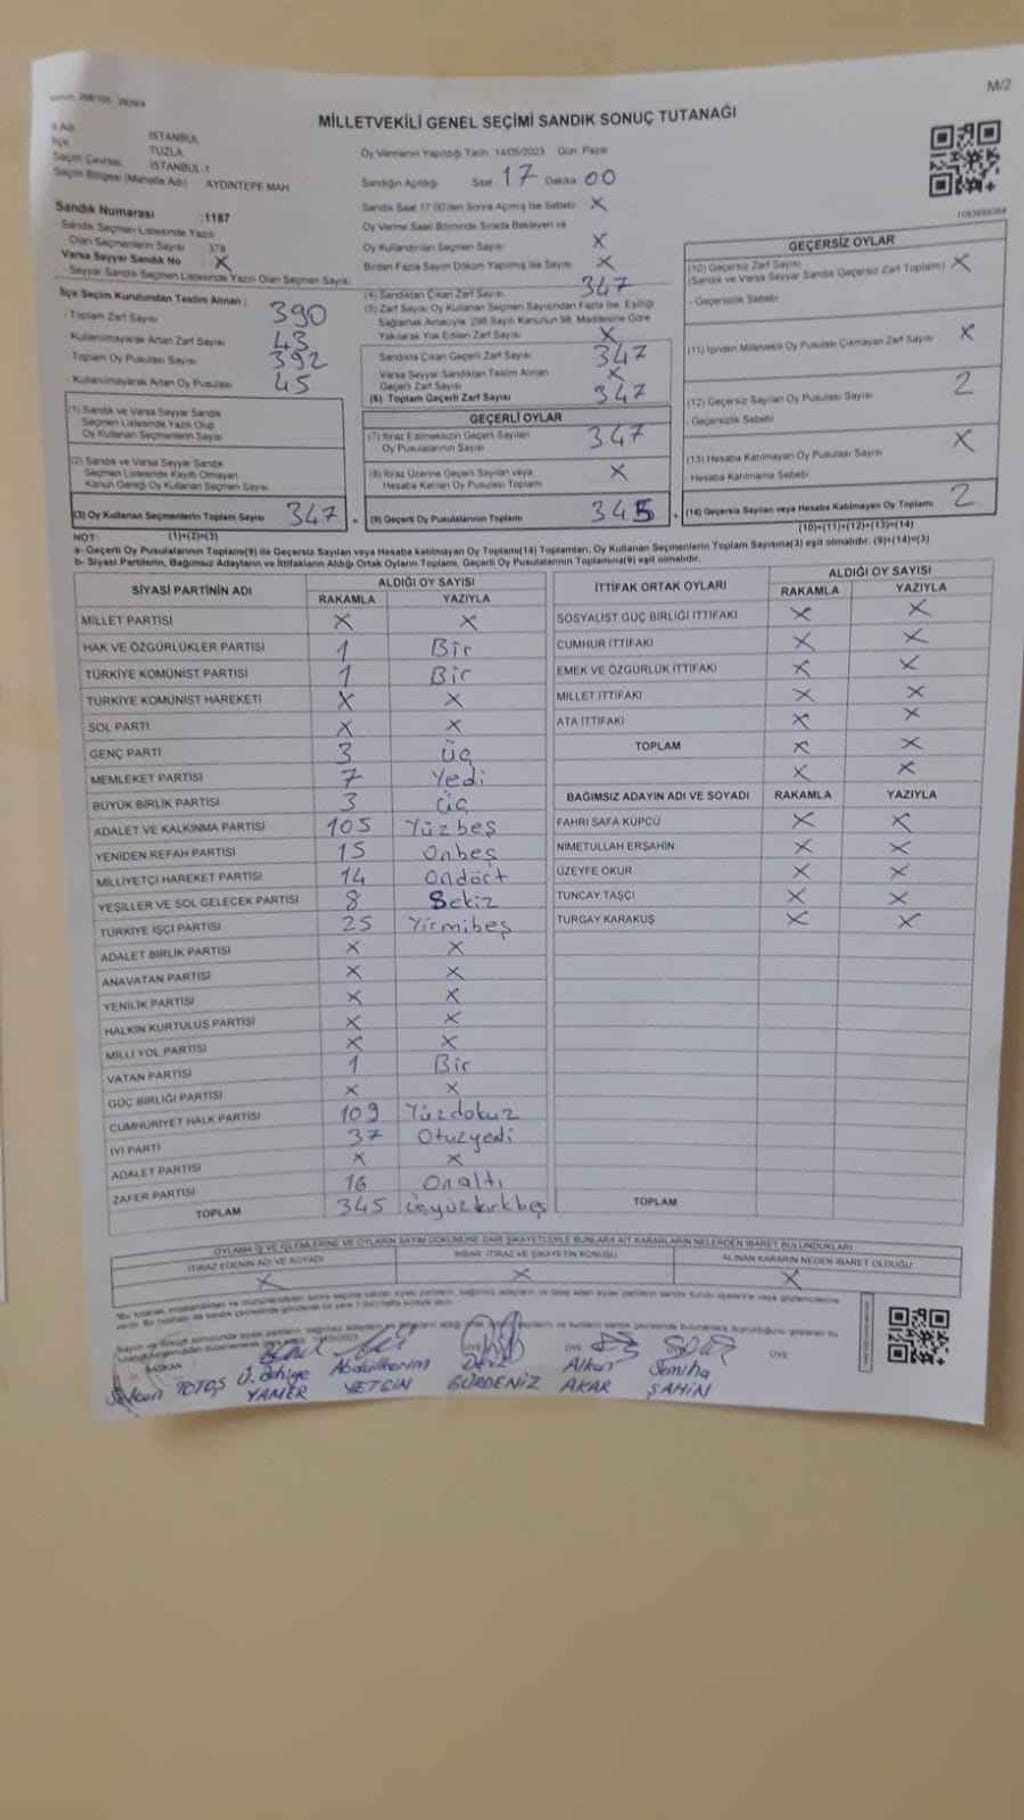 M/2
MİLLETVEKİLİ GENEL SEÇİMİ SANDIK SONUÇ TUTANAĞI
İl Adı İSTANBUL
İlçe TUZLA
Seçim Çevresi İSTANBUL-1
Seçim Bölgesi (Mahalle Adı) AYDINTEPE MAH
Sandık Numarası :1187
Sandık Seçmen Listesinde Yazılı
Olan Seçmenlerin Sayısı 378
Varsa Seyyar Sandık No X
Seyyar Sandık Seçmen Listesinde Yazılı Olan Seçmen Sayısı
İlçe Seçim Kurulundan Teslim Alınan :
- Toplam Zarf Sayısı 390
- Kullanılmayarak Artan Zarf Sayısı 43
Toplam Oy Pusulası Sayısı 392
- Kullanılmayarak Artan Oy Pusulası 45
(1) Sandık ve Varsa Seyyar Sandık
Seçmen Listesinde Yazılı Olup
Oy Kullanan Seçmenlerin Sayısı
(2) Sandık ve Varsa Seyyar Sandık
Seçmen Listesinde Kayıtlı Olmayan
Kanun Gereği Oy Kullanan Seçmen Sayısı
(3) Oy Kullanan Seçmenlerin Toplam Sayısı 347
(1)+(2)=(3)
Oy Vermenin Yapıldığı Tarih :14/05/2023 Gün: Pazar
Sandığın Açıldığı Saat 17 Dakika 00
Sandık Saat 17:00'den Sonra Açılmış İse Sebebi X
Oy Verme Saati Bitiminde Sırada Bekleyen ve
Oy Kullandırılan Seçmen Sayısı X
Birden Fazla Sayım Döküm Yapılmış İse Sayısı X
(4) Sandıktan Çıkan Zarf Sayısı 347
(5) Zarf Sayısı Oy Kullanan Seçmen Sayısından Fazla İse, Eşitliği
Sağlamak Amacıyla, 298 Sayılı Kanunun 98. Maddesine Göre
Yakılarak Yok Edilen Zarf Sayısı X
Sandıkta Çıkan Geçerli Zarf Sayısı 347
Varsa Seyyar Sandıktan Teslim Alınan
Geçerli Zarf Sayısı X
(6) Toplam Geçerli Zarf Sayısı 347
GEÇERLİ OYLAR
(7) İtiraz Edilmeksizin Geçerli Sayılan
Oy Pusulalarının Sayısı 347
(8) İtiraz Üzerine Geçerli Sayılan veya
Hesaba Katılan Oy Pusulası Toplamı X
(9) Geçerli Oy Pusulalarının Toplamı 345
GEÇERSİZ OYLAR
(10) Geçersiz Zarf Sayısı
(Sandık ve Varsa Seyyar Sandık Geçersiz Zarf Toplamı) X
- Geçersizlik Sebebi
(11) İçinden Milletvekili Oy Pusulası Çıkmayan Zarf Sayısı X
(12) Geçersiz Sayılan Oy Pusulası Sayısı 2
- Geçersizlik Sebebi
(13) Hesaba Katılmayan Oy Pusulası Sayısı X
- Hesaba Katılmama Sebebi
(14) Geçersiz Sayılan veya Hesaba Katılmayan Oy Toplamı 2
(10)+(11)+(12)+(13)=(14)
NOT:
a- Geçerli Oy Pusulalarının Toplamı(9) ile Geçersiz Sayılan veya Hesaba katılmayan Oy Toplamı(14) Toplamları, Oy Kullanan Seçmenlerin Toplam Sayısına(3) eşit olmalıdır. (9)+(14)=(3)
b- Siyasi Partilerin, Bağımsız Adayların ve İttifakların Aldığı Ortak Oyların Toplamı, Geçerli Oy Pusulalarının Toplamına(9) eşit olmalıdır.
SİYASİ PARTİNİN ADI ALDIĞI OY SAYISI
RAKAMLA YAZIYLA
MİLLET PARTİSİ X X
HAK VE ÖZGÜRLÜKLER PARTİSİ 1 Bir
TÜRKİYE KOMÜNİST PARTİSİ 1 Bir
TÜRKİYE KOMÜNİST HAREKETİ X X
SOL PARTİ X X
GENÇ PARTİ 3 üç
MEMLEKET PARTİSİ 7 Yedi
BÜYÜK BİRLİK PARTİSİ 3 üç
ADALET VE KALKINMA PARTİSİ 105 Yüzbeş
YENİDEN REFAH PARTİSİ 15 Onbeş
MİLLİYETÇİ HAREKET PARTİSİ 14 Ondört
YEŞİLLER VE SOL GELECEK PARTİSİ 8 Sekiz
TÜRKİYE İŞÇİ PARTİSİ 25 Yirmibeş
ADALET BİRLİK PARTİSİ X X
ANAVATAN PARTİSİ X X
YENİLİK PARTİSİ X X
HALKIN KURTULUŞ PARTİSİ X X
MİLLİ YOL PARTİSİ X X
VATAN PARTİSİ 1 Bir
GÜÇ BİRLİĞİ PARTİSİ X X
CUMHURİYET HALK PARTİSİ 109 Yüzdokuz
İYİ PARTİ 37 Otuzyedi
ADALET PARTİSİ X X
ZAFER PARTİSİ 16 Onaltı
TOPLAM 345 üçyüzkırkbeş
İTTİFAK ORTAK OYLARI ALDIĞI OY SAYISI
RAKAMLA YAZIYLA
SOSYALİST GÜÇ BİRLİĞİ İTTİFAKI X X
CUMHUR İTTİFAKI X X
EMEK VE ÖZGÜRLÜK İTTİFAKI X X
MİLLET İTTİFAKI X X
ATA İTTİFAKI X X
TOPLAM X X
X X
BAĞIMSIZ ADAYIN ADI VE SOYADI RAKAMLA YAZIYLA
FAHRİ SAFA KÜPCÜ X X
NİMETULLAH ERŞAHİN X X
ÜZEYFE OKUR X X
TUNCAY TAŞCI X X
TURGAY KARAKUŞ X X
TOPLAM
OYLAMA İŞ VE İŞLEMLERİNE VE OYLARIN SAYIM DÖKÜMÜNE DAİR ŞİKAYETLERLE BUNLARA AİT KARARLARIN NELERDEN İBARET BULUNDUKLARI
İTİRAZ EDENİN ADI VE SOYADI İHBAR, İTİRAZ VE ŞİKAYETİN KONUSU ALINAN KARARIN NEDEN İBARET OLDUĞU
X X X
BAŞKAN ÜYE ÜYE ÜYE
TOTOŞ YAMER Abdulkerim YETGİN Deniz GÜRDENİZ Alkan AKAR Semiha ŞAHİN